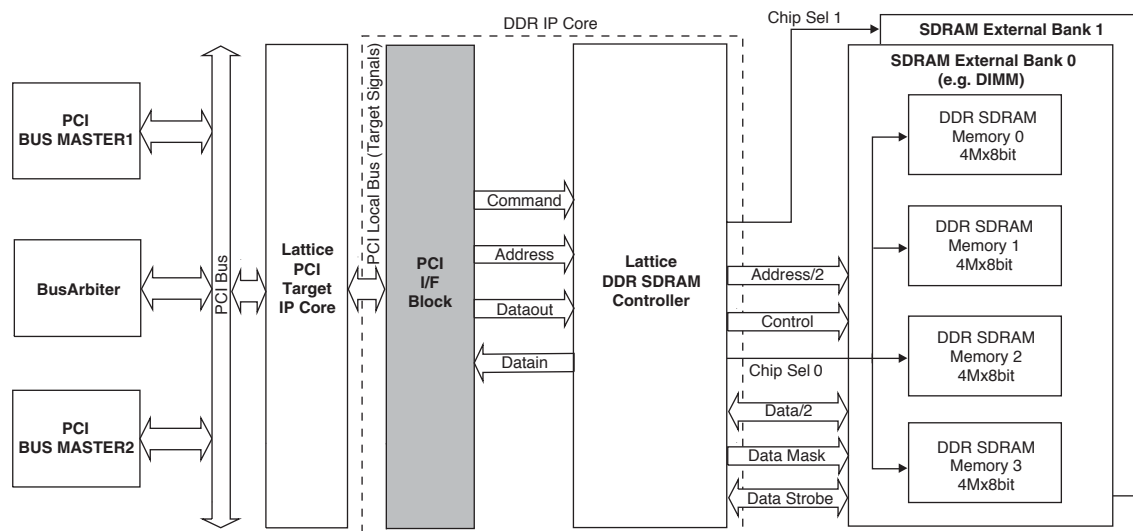 DDR IP Core
Chip Sel 1
SDRAM External Bank 1
SDRAM External Bank 0
(e.g. DIMM)
PCI
BUS MASTER1
BusArbiter
PCI
BUS MASTER2
PCI Bus
Lattice
PCI
Target
IP Core
PCI Local Bus (Target Signals)
PCI
I/F
Block
Command
Address
Dataout
Datain
Lattice
DDR SDRAM
Controller
Address/2
Control
Chip Sel 0
Data/2
Data Mask
Data Strobe
DDR SDRAM
Memory 0
4Mx8bit
DDR SDRAM
Memory 1
4Mx8bit
DDR SDRAM
Memory 2
4Mx8bit
DDR SDRAM
Memory 3
4Mx8bit